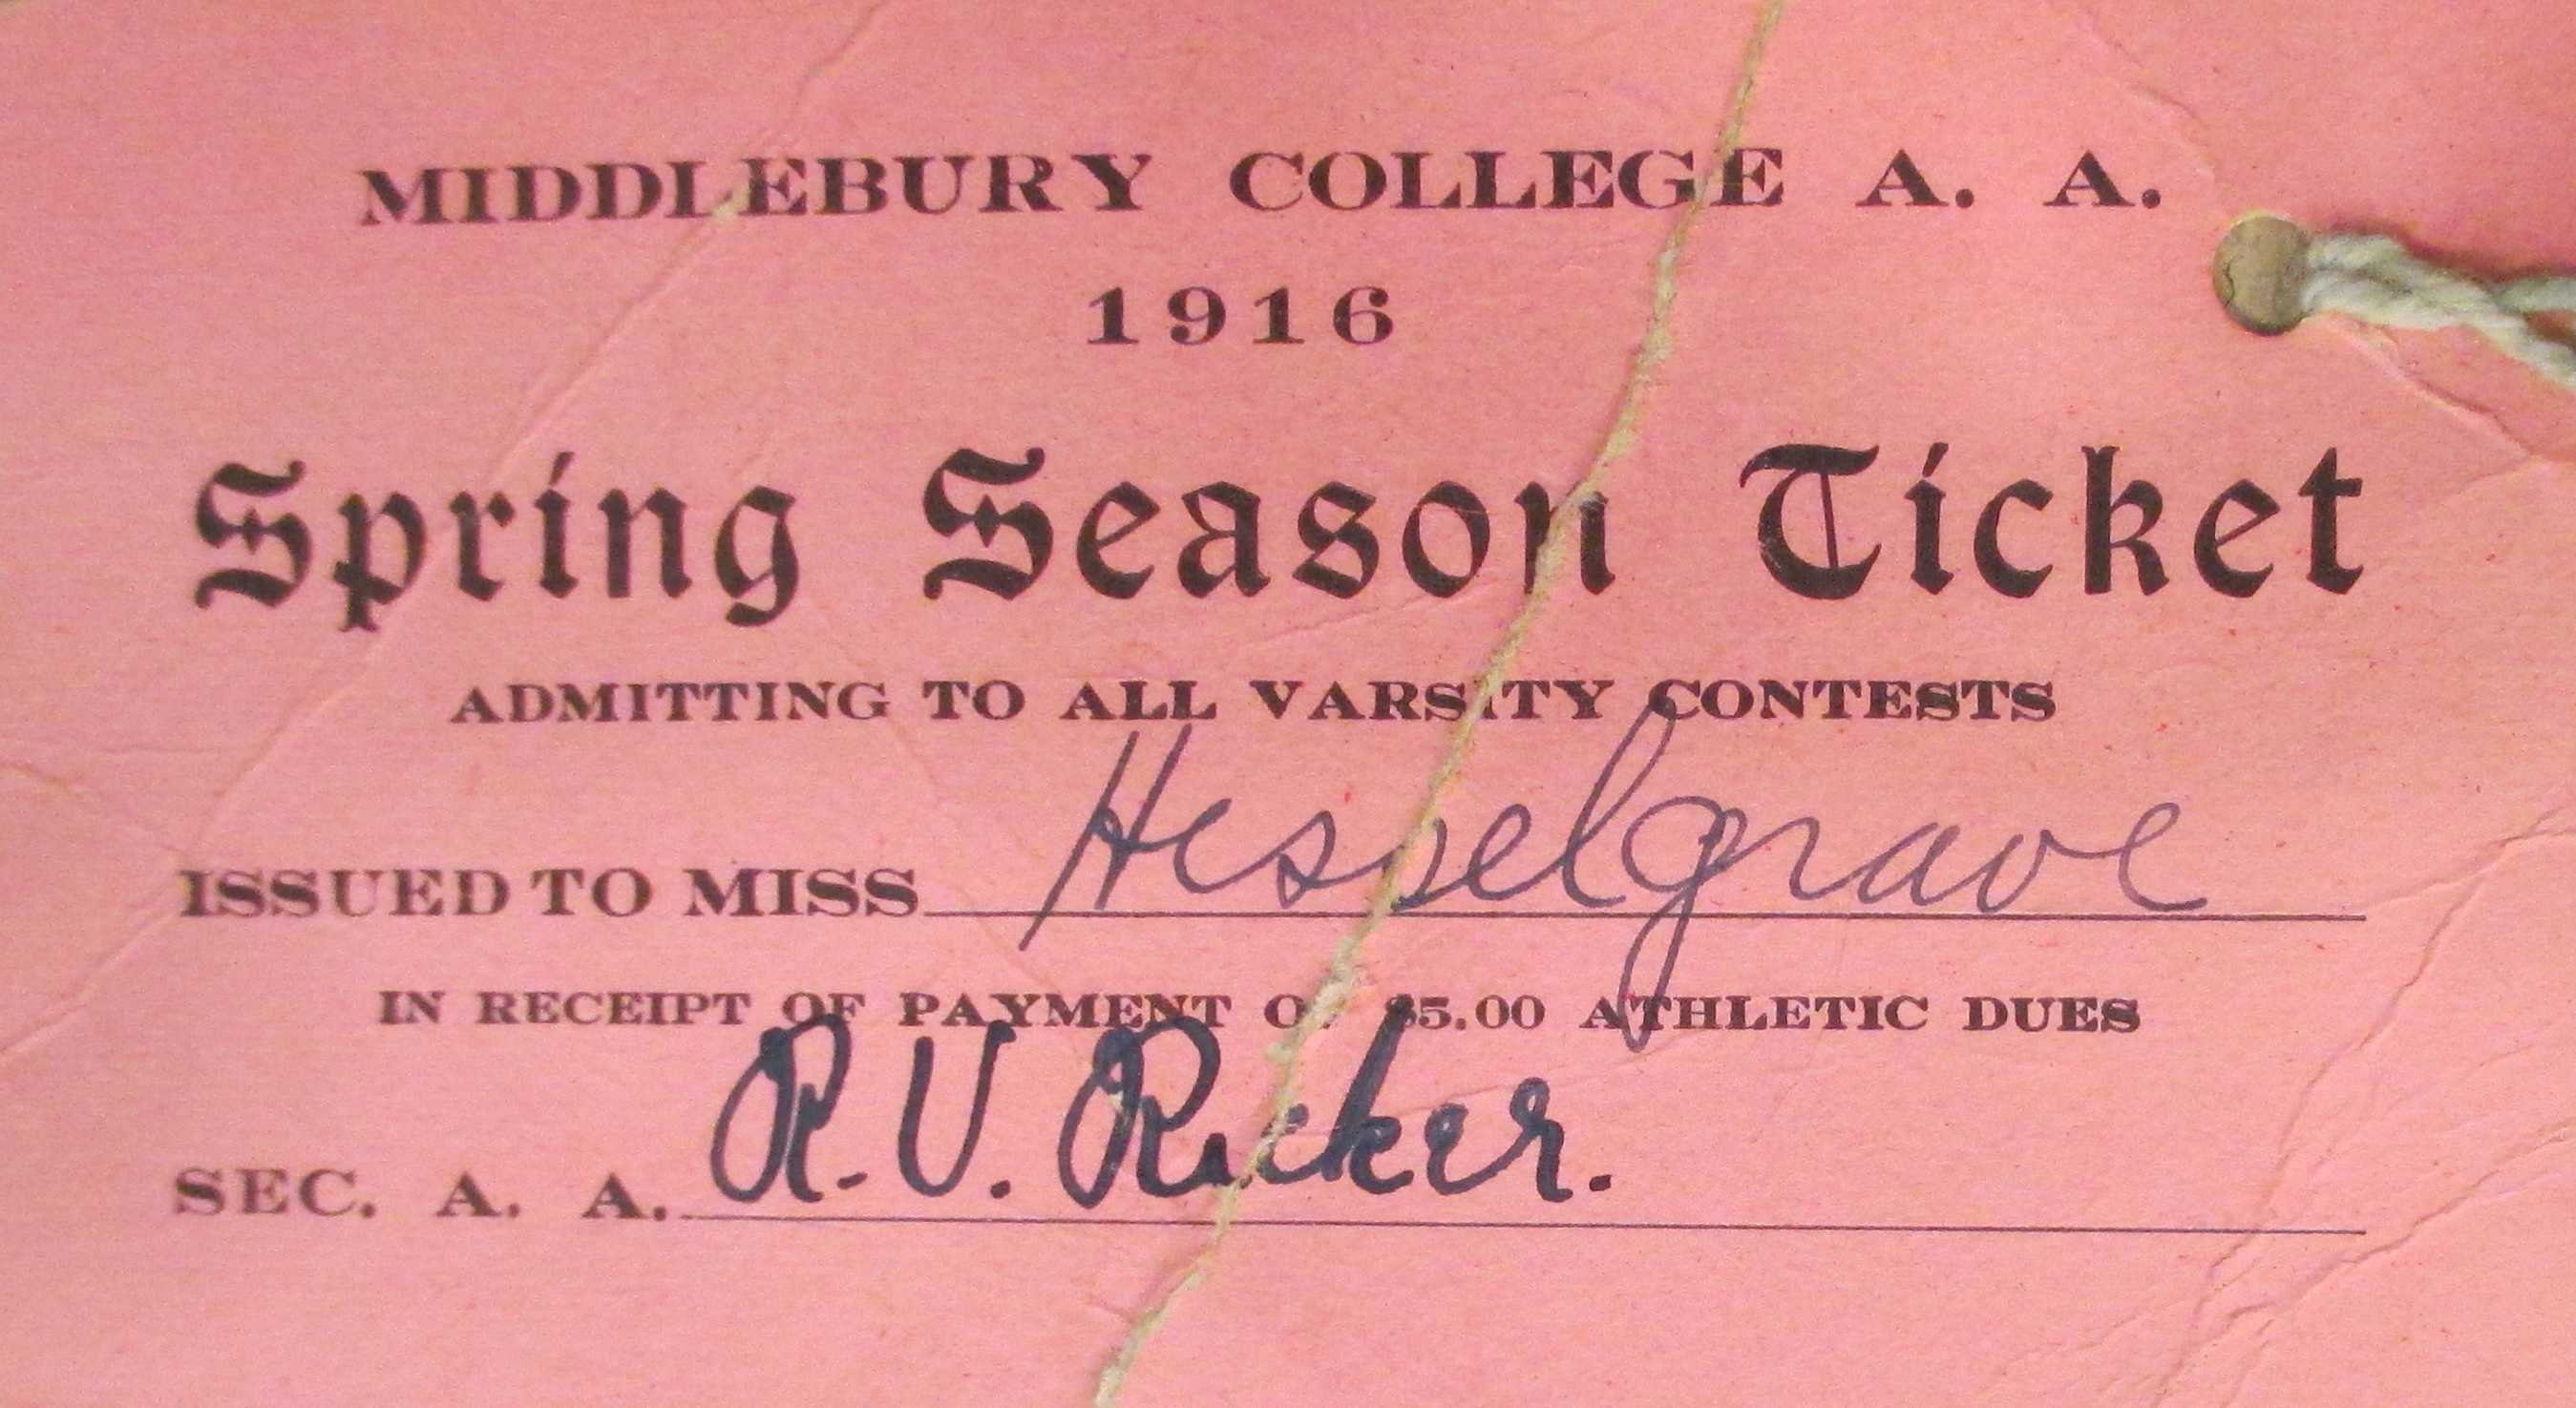 MIDDLEBURY COLLEGE A. A.
1916
Spring Season Ticket
ADMITTING TO ALL VARSITY CONTESTS
ISSUED TO MISS Hesselgrave
IN RECEIPT OF PAYMENT OF $5.00 ATHLETIC DUES
SEC. A. A. R. V. Ricker.